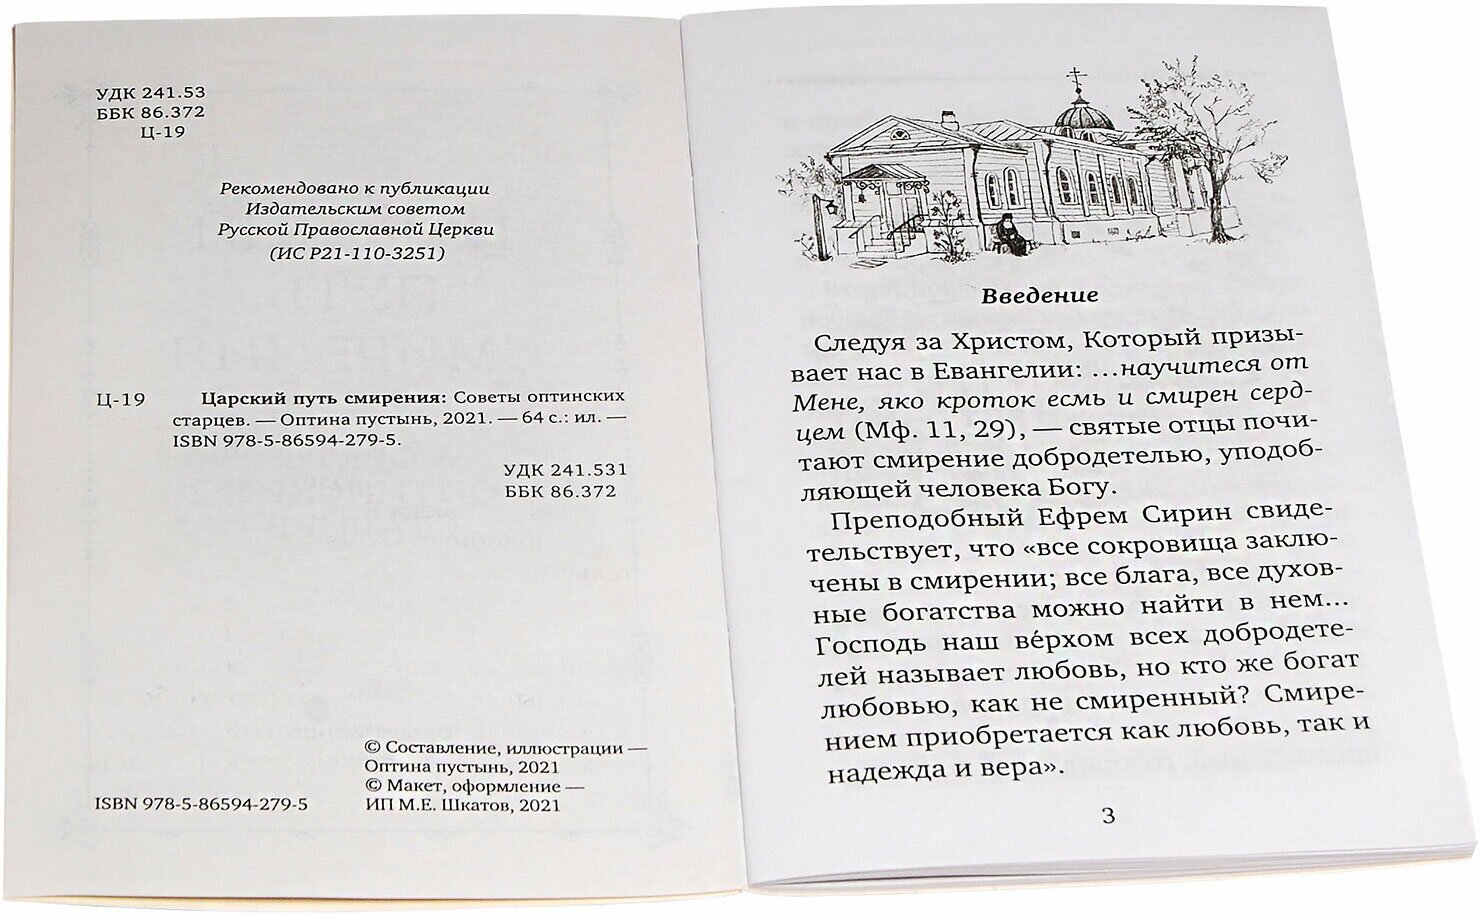 УДК 241.53
ББК 86.372
Ц-19
Рекомендовано к публикации
Издательским советом
Русской Православной Церкви
(ИС Р21-110-3251)
Ц-19 Царский путь смирения: Советы оптинских
старцев. — Оптина пустынь, 2021. — 64 с.: ил. —
ISBN 978-5-86594-279-5.
УДК 241.531
ББК 86.372
© Составление, иллюстрации —
Оптина пустынь, 2021
© Макет, оформление —
ИП М.Е. Шкатов, 2021
ISBN 978-5-86594-279-5
Введение
Следуя за Христом, Который призы-
вает нас в Евангелии: …научитеся от
Мене, яко кроток есмь и смирен серд-
цем (Мф. 11, 29), — святые отцы почи-
тают смирение добродетелью, уподоб-
ляющей человека Богу.
Преподобный Ефрем Сирин свиде-
тельствует, что «все сокровища заклю-
чены в смирении; все блага, все духов-
ные богатства можно найти в нем…
Господь наш ве́рхом всех добродете-
лей называет любовь, но кто же богат
любовью, как не смиренный? Смире-
нием приобретается как любовь, так и
надежда и вера».
3